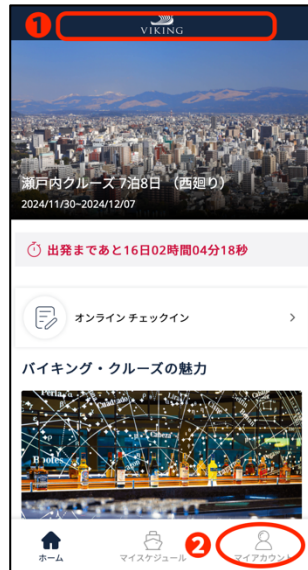 ❶
VIKING
瀬戸内クルーズ 7泊8日 （西廻り）
2024/11/30~2024/12/07
出発まであと16日02時間04分18秒
オンライン チェックイン
バイキング・クルーズの魅力
ホーム
マイスケジュール
❷
マイアカウント